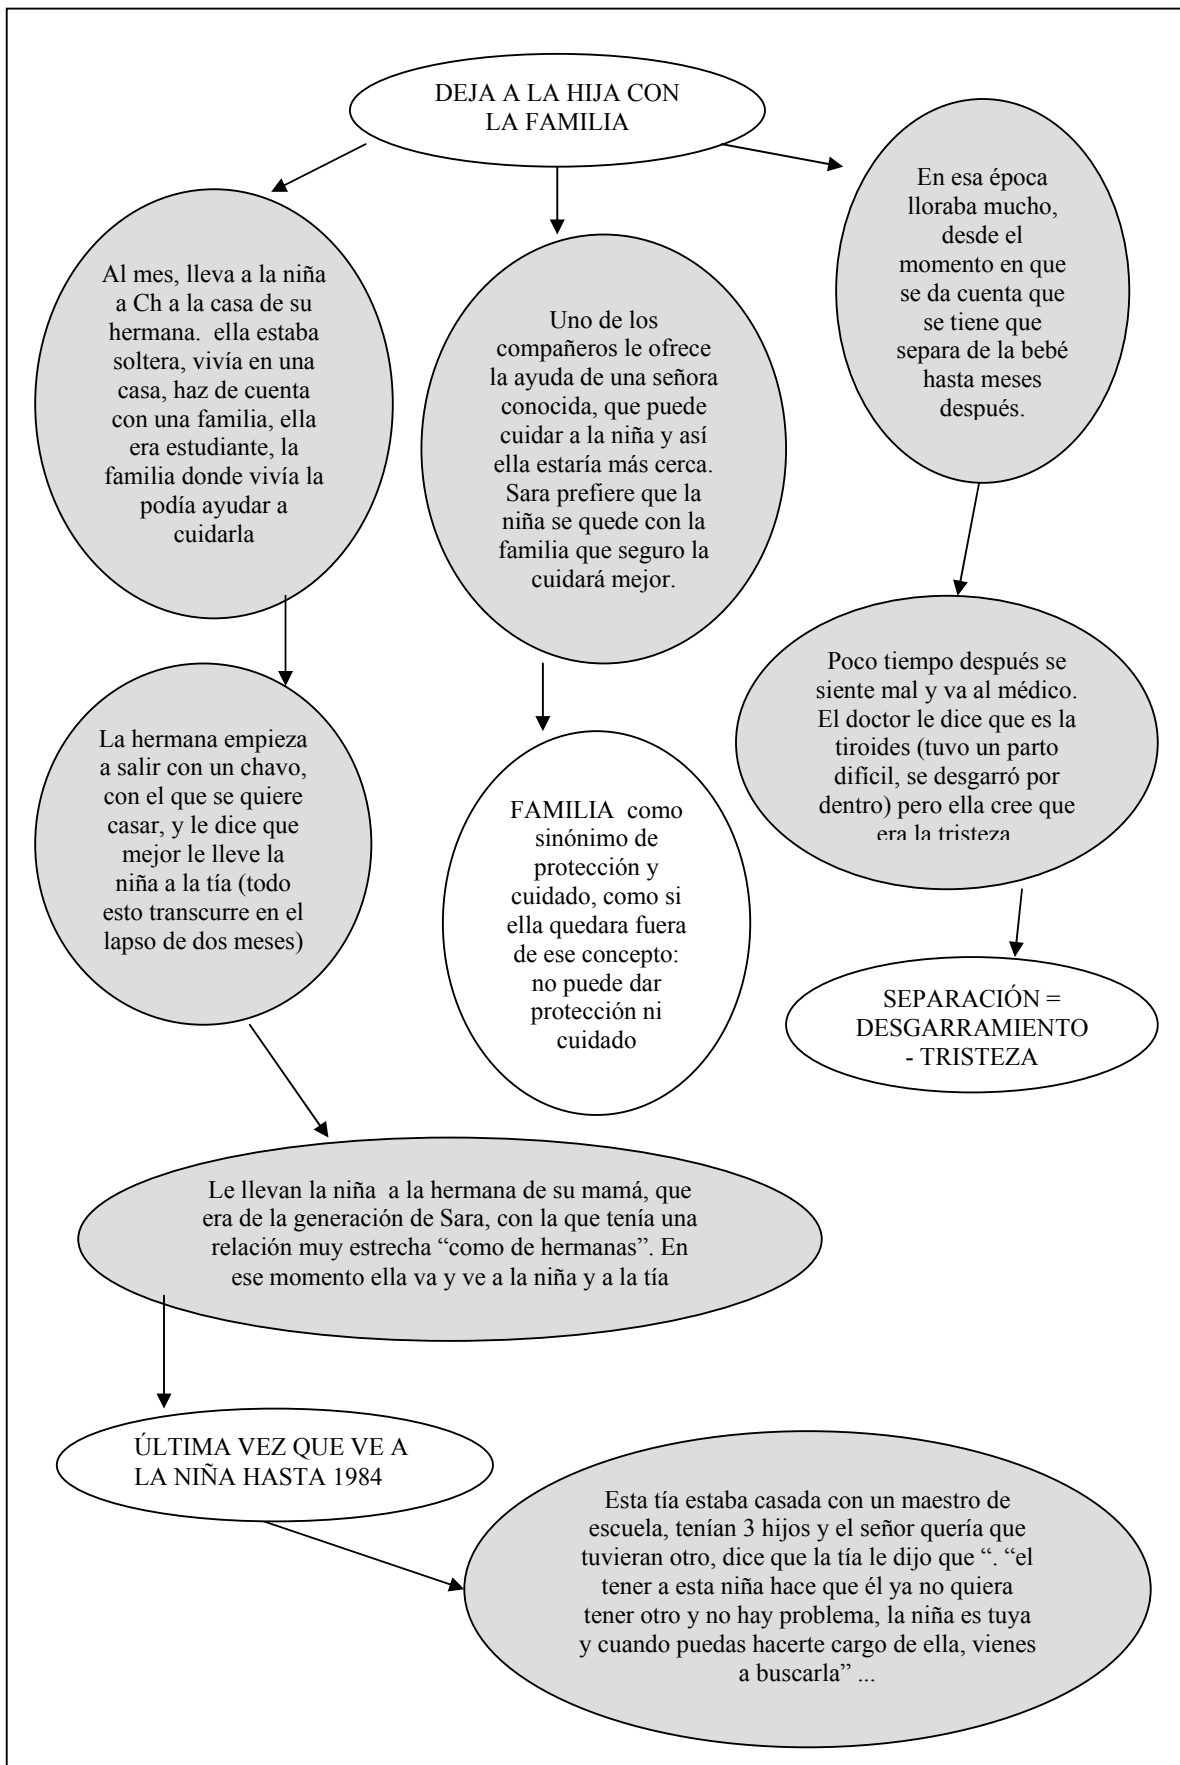 DEJA A LA HIJA CON
LA FAMILIA
Al mes, lleva a la niña
a Ch a la casa de su
hermana. ella estaba
soltera, vivía en una
casa, haz de cuenta
con una familia, ella
era estudiante, la
familia donde vivía la
podía ayudar a
cuidarla
Uno de los
compañeros le ofrece
la ayuda de una señora
conocida, que puede
cuidar a la niña y así
ella estaría más cerca.
Sara prefiere que la
niña se quede con la
familia que seguro la
cuidará mejor.
En esa época
lloraba mucho,
desde el
momento en que
se da cuenta que
se tiene que
separa de la bebé
hasta meses
después.
La hermana empieza
a salir con un chavo,
con el que se quiere
casar, y le dice que
mejor le lleve la
niña a la tía (todo
esto transcurre en el
lapso de dos meses)
FAMILIA como
sinónimo de
protección y
cuidado, como si
ella quedara fuera
de ese concepto:
no puede dar
protección ni
cuidado
Poco tiempo después se
siente mal y va al médico.
El doctor le dice que es la
tiroides (tuvo un parto
difícil, se desgarró por
dentro) pero ella cree que
era la tristeza
SEPARACIÓN =
DESGARRAMIENTO
- TRISTEZA
Le llevan la niña a la hermana de su mamá, que
era de la generación de Sara, con la que tenía una
relación muy estrecha “como de hermanas”. En
ese momento ella va y ve a la niña y a la tía
ÚLTIMA VEZ QUE VE A
LA NIÑA HASTA 1984
Esta tía estaba casada con un maestro de
escuela, tenían 3 hijos y el señor quería que
tuvieran otro, dice que la tía le dijo que “. “el
tener a esta niña hace que él ya no quiera
tener otro y no hay problema, la niña es tuya
y cuando puedas hacerte cargo de ella, vienes
a buscarla” ...